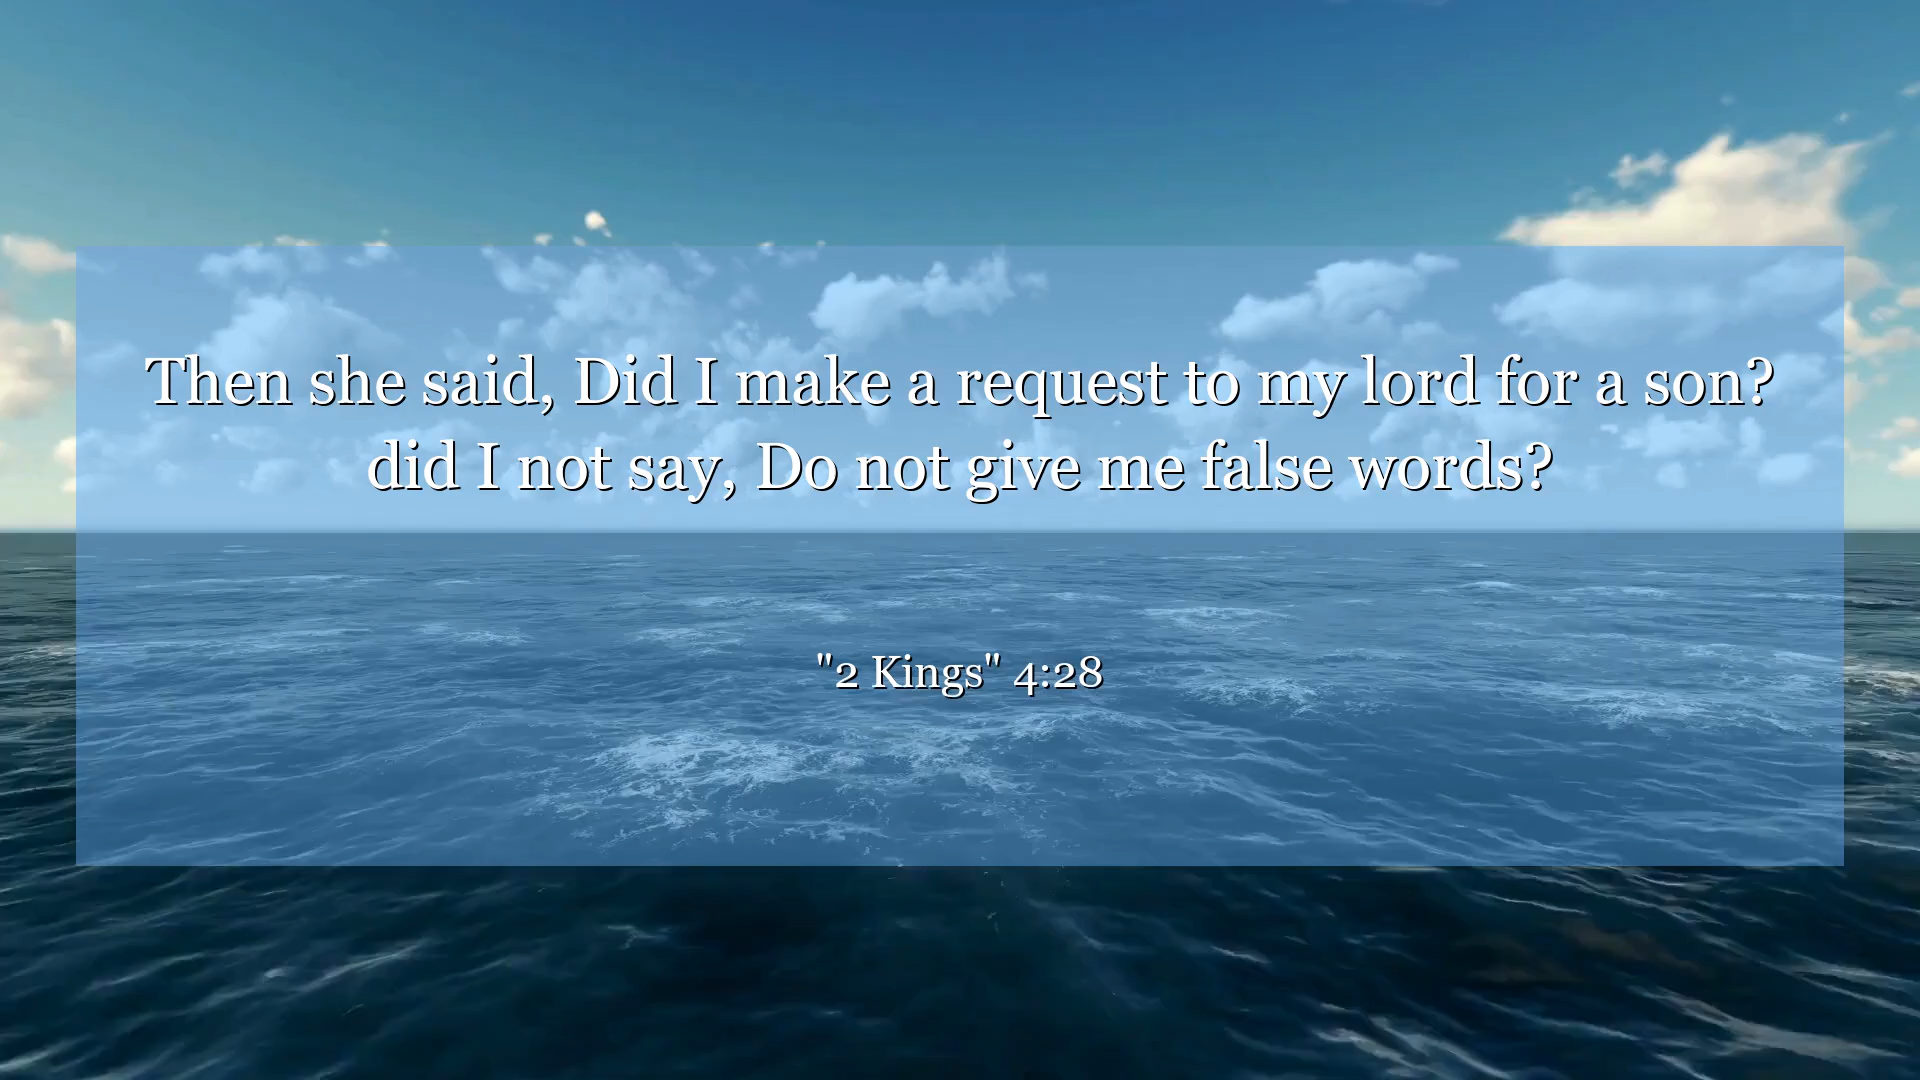 Then she said, Did I make a request to my lord for a son?
did I not say, Do not give me false words?
"2 Kings" 4:28